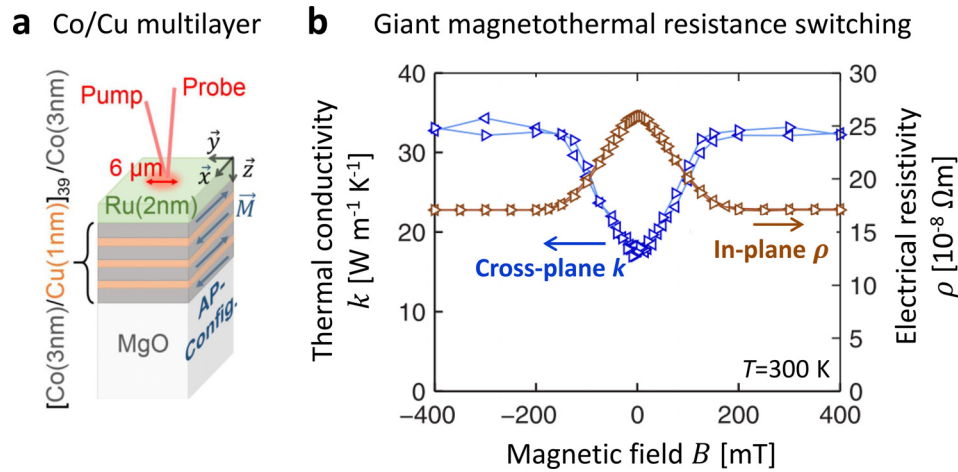 a Co/Cu multilayer
[Co(3nm)/Cu(1nm)]39/Co(3nm)
Pump
Probe
6 μm
y
x
z
M
Ru(2nm)
AP-
Config.
MgO
b Giant magnetothermal resistance switching
Thermal conductivity
k [W m-1 K-1]
40
30
20
10
0
30
25
20
15
10
5
0
Electrical resistivity
ρ [10-8 Ωm]
Cross-plane k
In-plane ρ
T=300 K
−400
−200
0
200
400
Magnetic field B [mT]